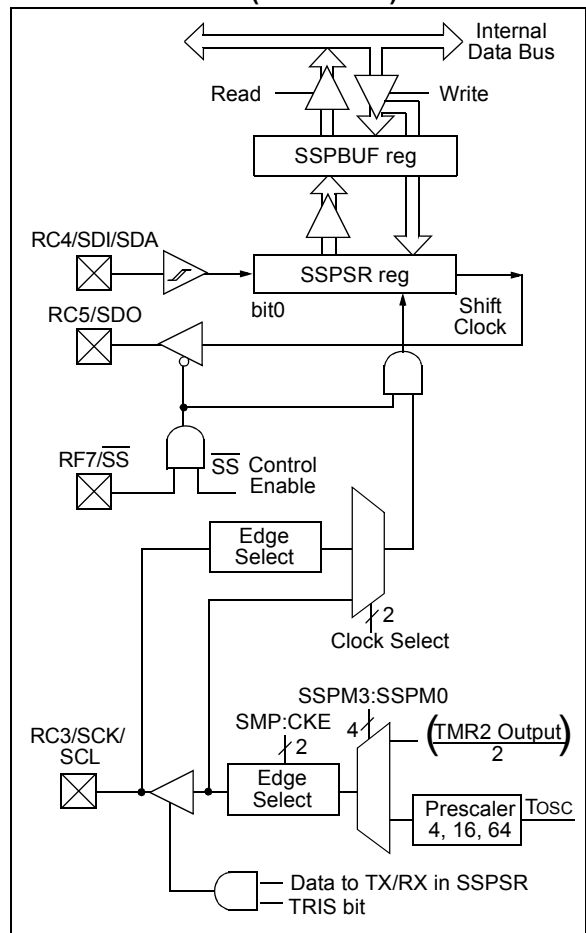 Internal
Data Bus
Read
Write
SSPBUF reg
RC4/SDI/SDA
SSPSR reg
bit0
Shift
Clock
RC5/SDO
RF7/SS
SS Control
Enable
Edge
Select
2
Clock Select
SSPM3:SSPM0
SMP:CKE
4
(TMR2 Output)
2
2
RC3/SCK/
SCL
Edge
Select
Prescaler
4, 16, 64
TOSC
Data to TX/RX in SSPSR
TRIS bit